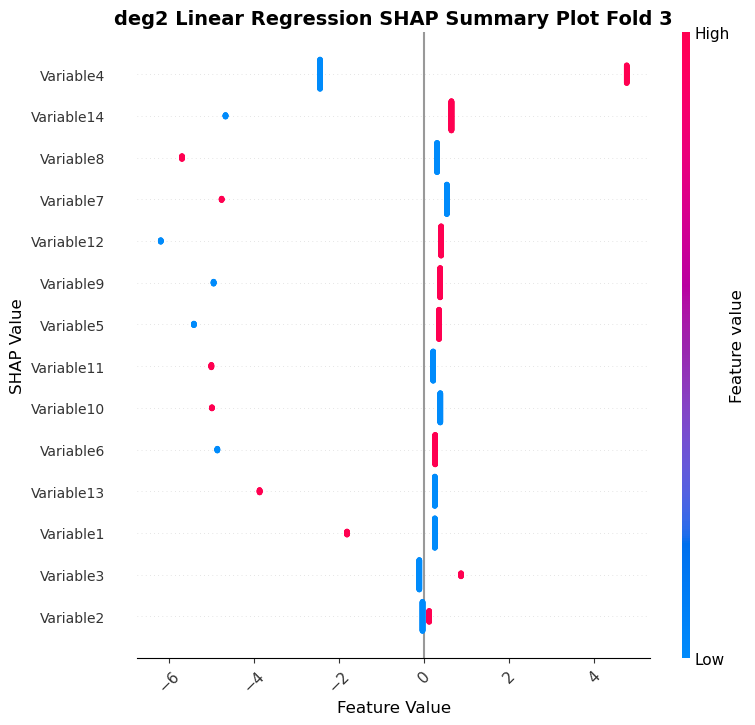 deg2 Linear Regression SHAP Summary Plot Fold 3
High
Variable4
Variable14
Variable8
Variable7
Variable12
Variable9
Variable5
Variable11
Variable10
Variable6
Variable13
Variable1
Variable3
Variable2
SHAP Value
Feature value
Low
−6 −4 −2 0 2 4
Feature Value